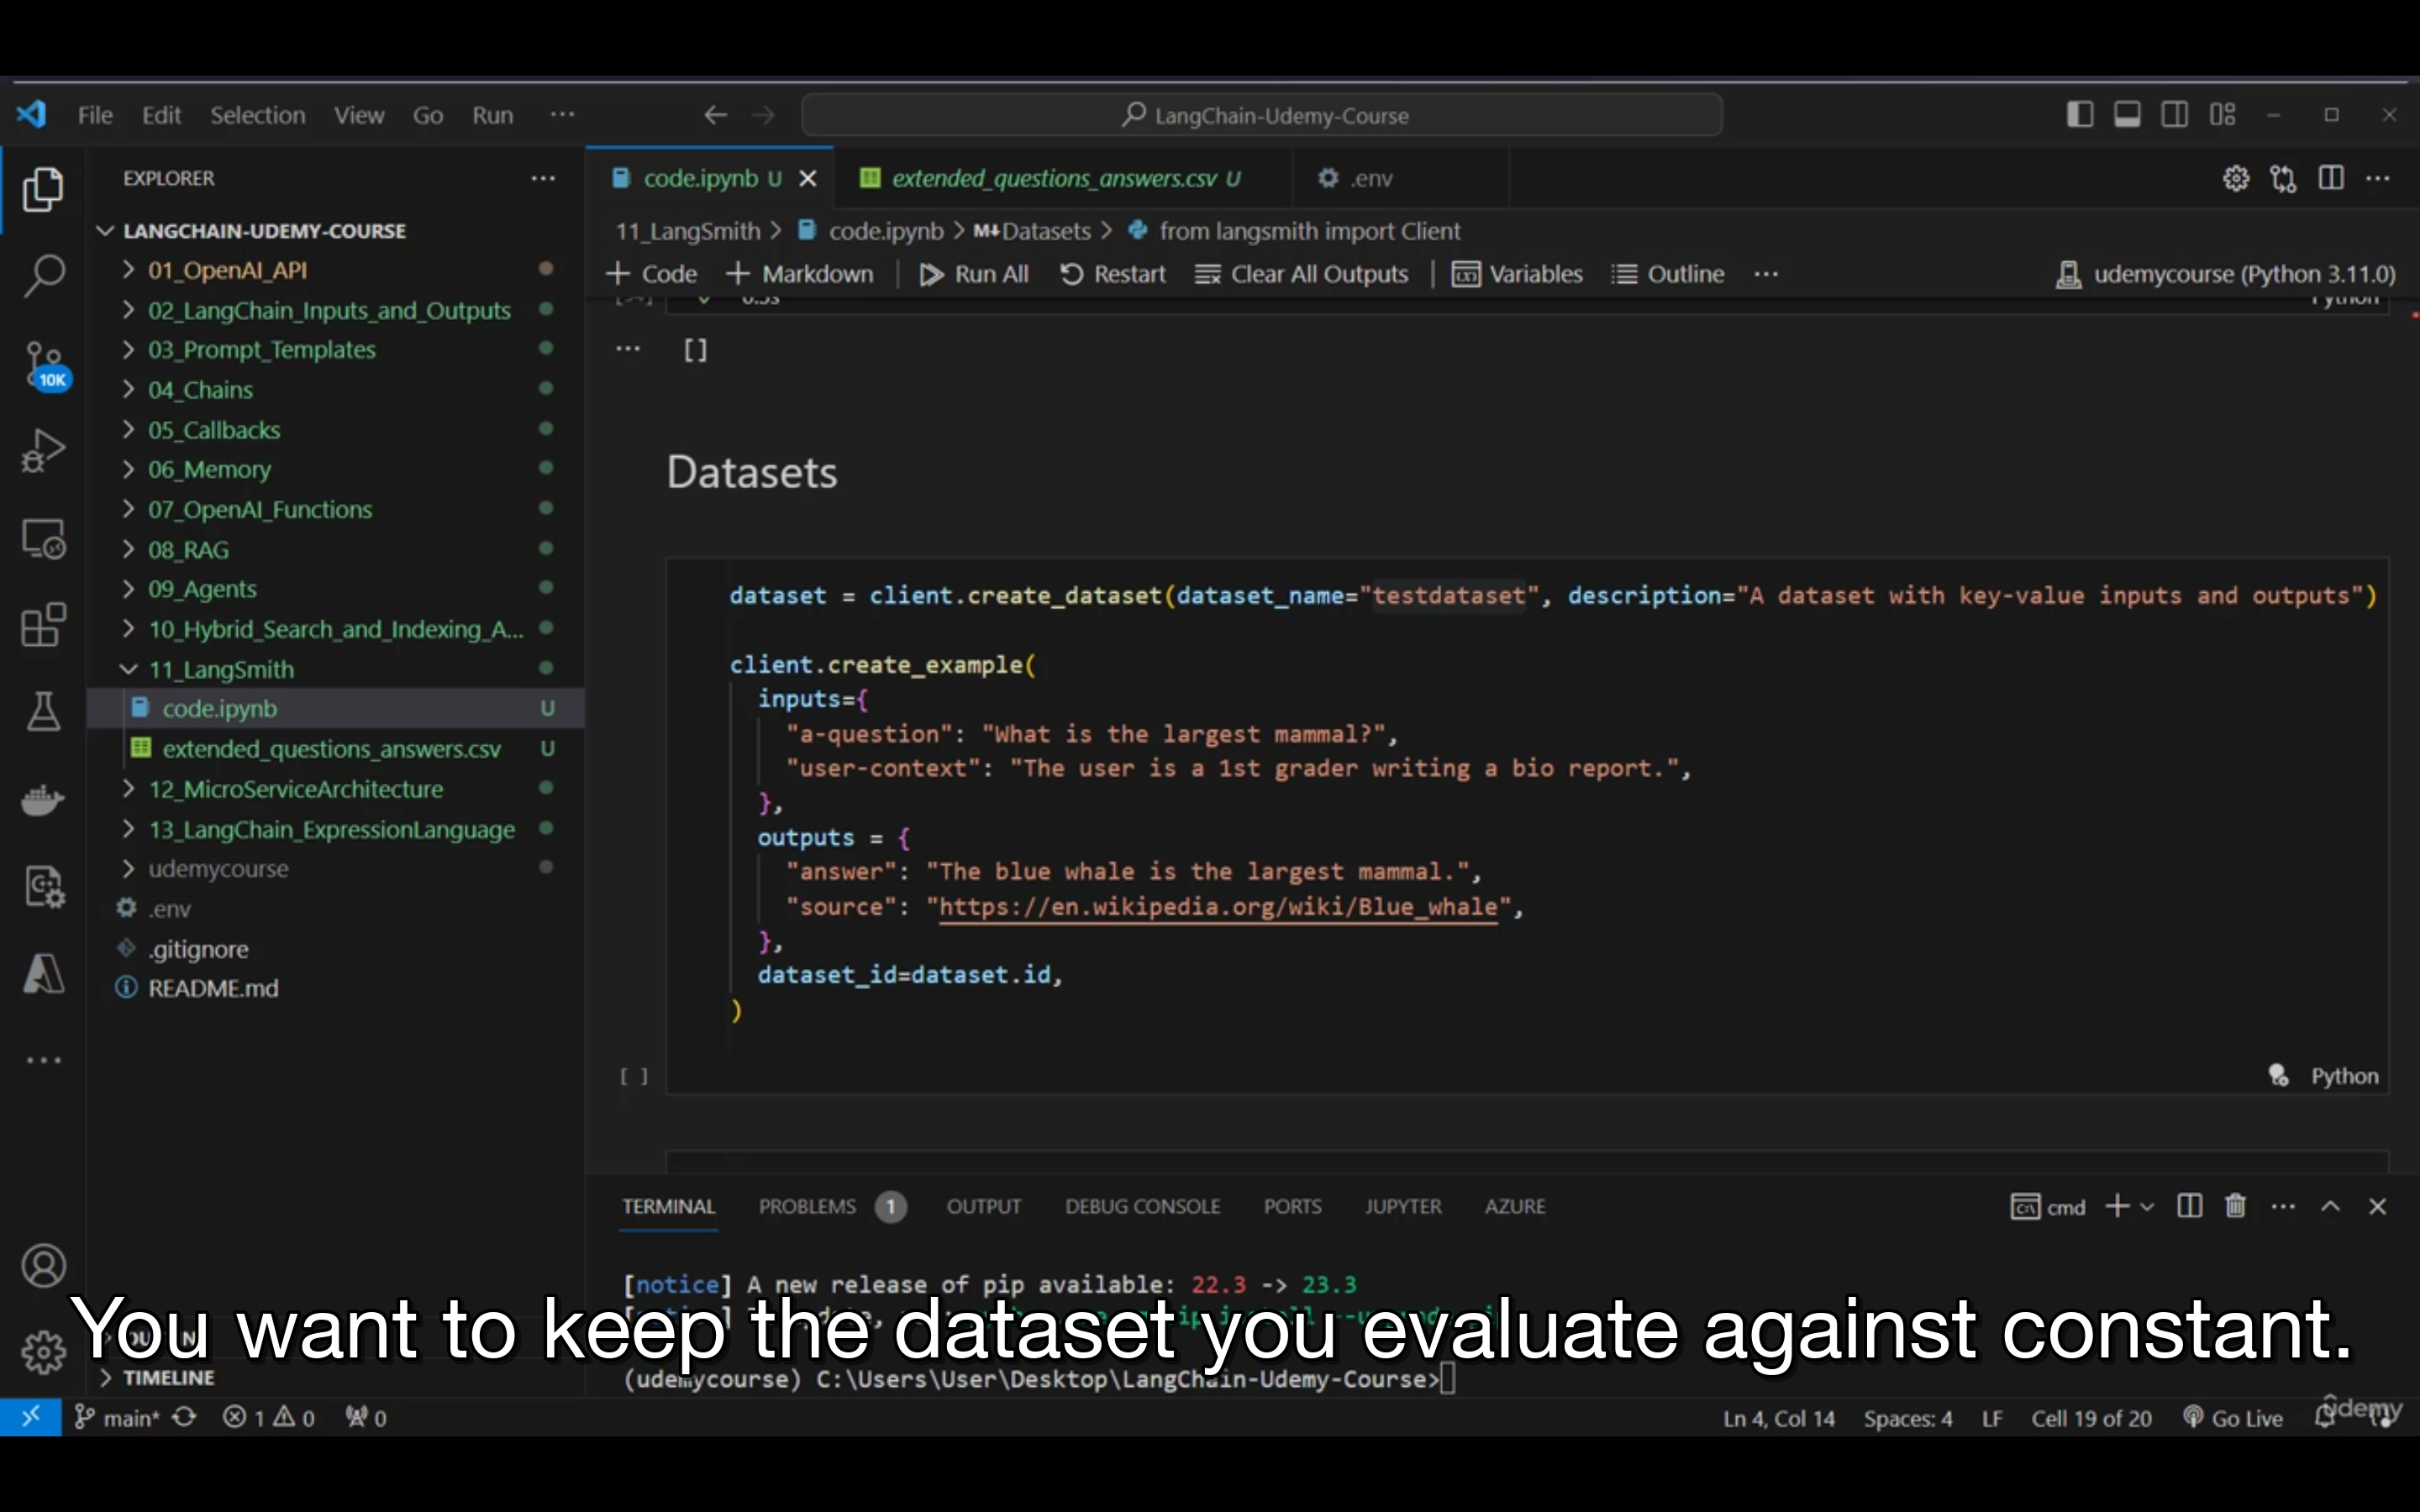 File Edit Selection View Go Run ...
LangChain-Udemy-Course
EXPLORER
LANGCHAIN-UDEMY-COURSE
01_OpenAI_API
02_LangChain_Inputs_and_Outputs
03_Prompt_Templates
04_Chains
05_Callbacks
06_Memory
07_OpenAI_Functions
08_RAG
09_Agents
10_Hybrid_Search_and_Indexing_A...
11_LangSmith
code.ipynb U
extended_questions_answers.csv U
12_MicroServiceArchitecture
13_LangChain_ExpressionLanguage
udemycourse
.env
.gitignore
README.md
TIMELINE
10K
code.ipynb U
extended_questions_answers.csv U
.env
11_LangSmith > code.ipynb > M↓Datasets > from langsmith import Client
+ Code + Markdown | Run All Restart Clear All Outputs | Variables Outline ...
udemycourse (Python 3.11.0)
0.3s
Python
... []
Datasets
dataset = client.create_dataset(dataset_name="testdataset", description="A dataset with key-value inputs and outputs")
client.create_example(
inputs={
"a-question": "What is the largest mammal?",
"user-context": "The user is a 1st grader writing a bio report.",
},
outputs = {
"answer": "The blue whale is the largest mammal.",
"source": "https://en.wikipedia.org/wiki/Blue_whale",
},
dataset_id=dataset.id,
)
[ ]
Python
TERMINAL PROBLEMS 1 OUTPUT DEBUG CONSOLE PORTS JUPYTER AZURE
cmd
[notice] A new release of pip available: 22.3 -> 23.3
You want to keep the dataset you evaluate against constant.
(udemycourse) C:\Users\User\Desktop\LangChain-Udemy-Course>
main* 1 0 0
Ln 4, Col 14 Spaces: 4 LF Cell 19 of 20 Go Live
udemy